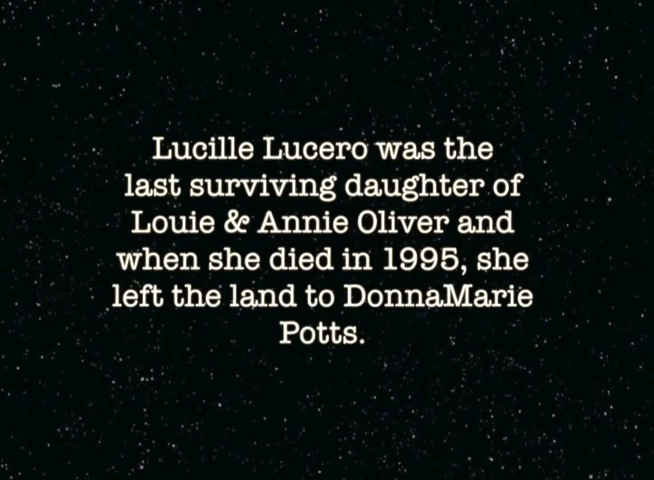 Lucille Lucero was the
last surviving daughter of
Louie & Annie Oliver and
when she died in 1995, she
left the land to DonnaMarie
Potts.